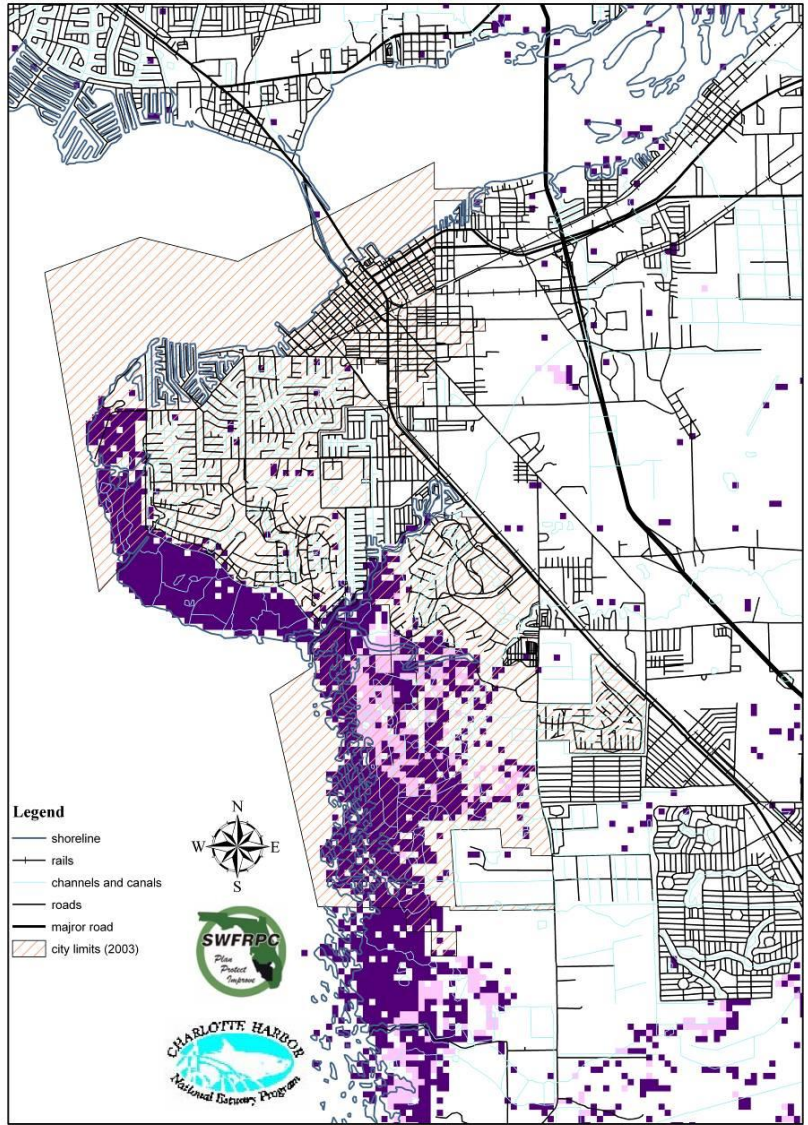 Legend
shoreline
rails
channels and canals
roads
majror road
city limits (2003)
N
W
E
S
SWFRPC
Plan
Protect
Improve
CHARLOTTE HARBOR
National Estuary Program